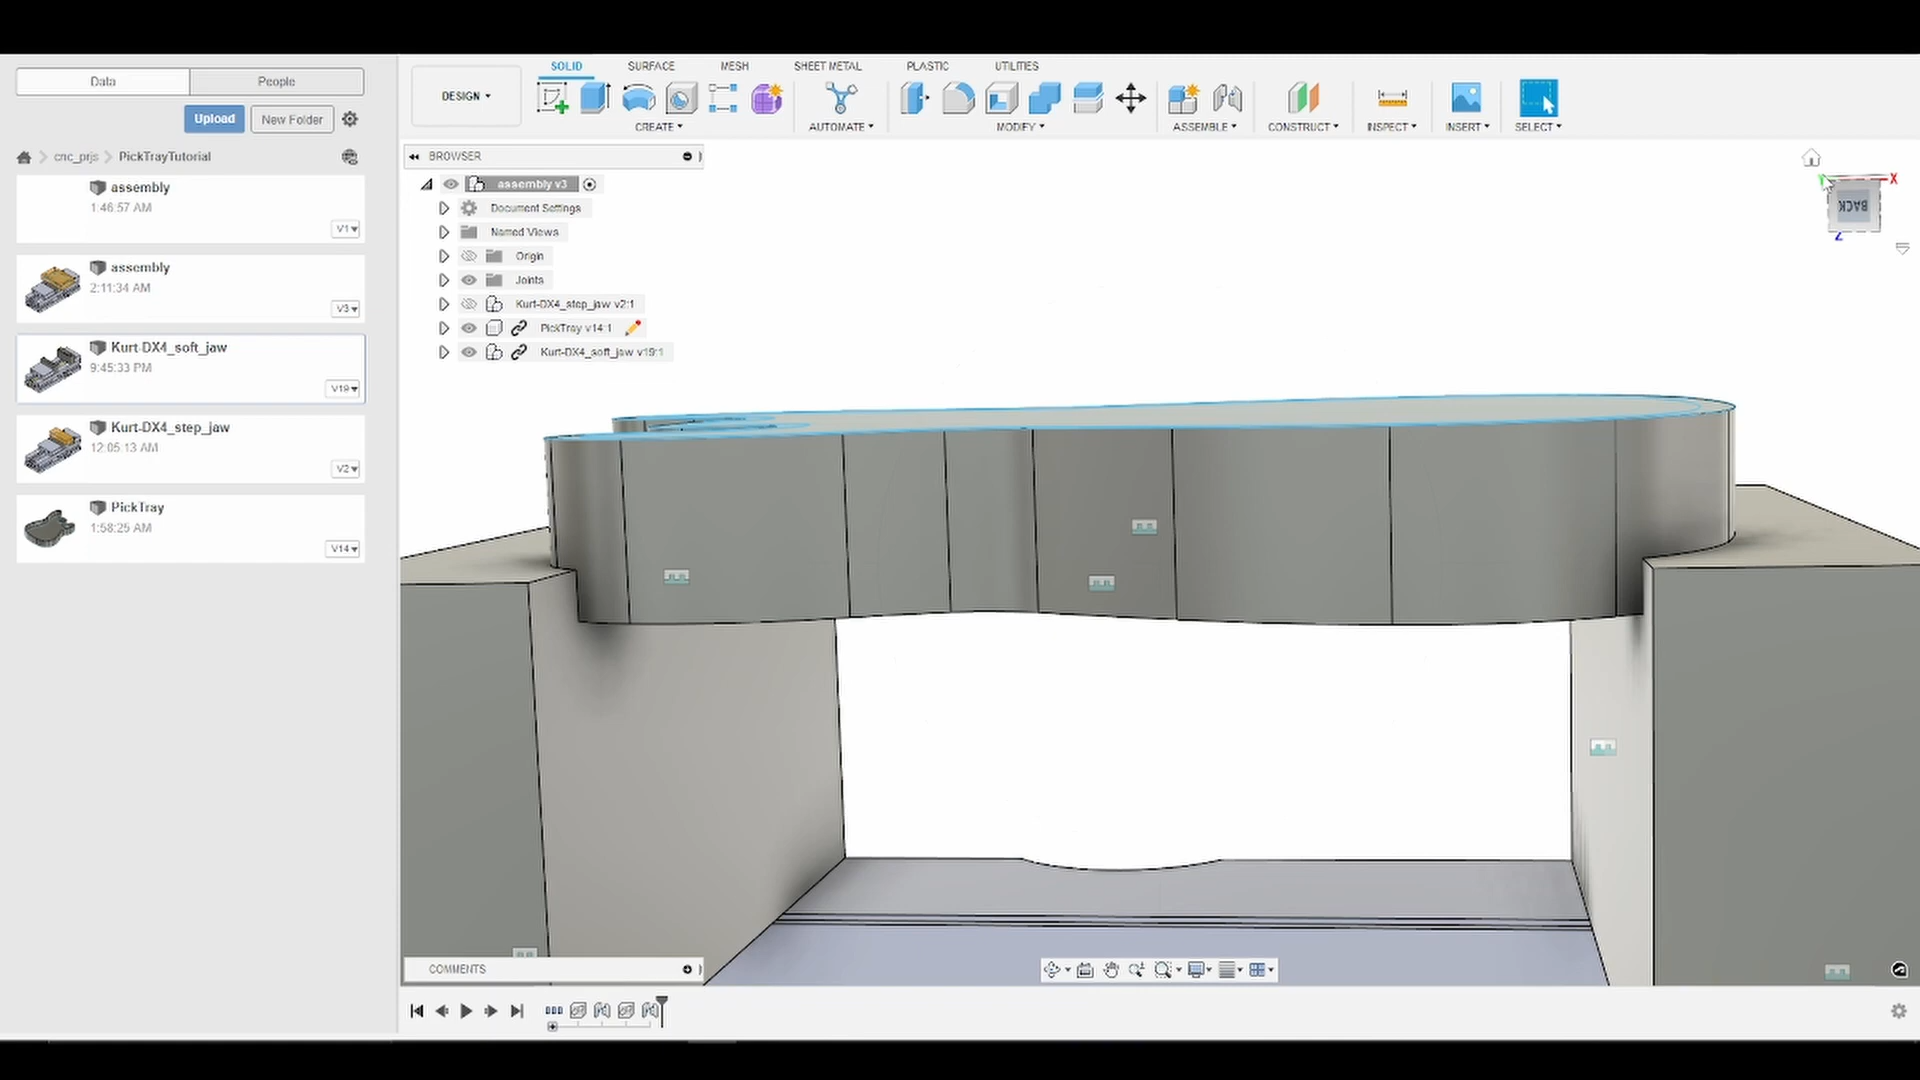 Data
People
Upload
New Folder
cnc_prjs
PickTrayTutorial
assembly
1:46:57 AM
V1
assembly
2:11:34 AM
V3
Kurt-DX4_soft_jaw
9:45:33 PM
V19
Kurt-DX4_step_jaw
12:05:13 AM
V2
PickTray
1:58:25 AM
V14
DESIGN
SOLID
SURFACE
MESH
SHEET METAL
PLASTIC
UTILITIES
CREATE
AUTOMATE
MODIFY
ASSEMBLE
CONSTRUCT
INSPECT
INSERT
SELECT
BROWSER
assembly v3
Document Settings
Named Views
Origin
Joints
Kurt-DX4_step_jaw v2:1
PickTray v14:1
Kurt-DX4_soft_jaw v19:1
Y
X
BACK
Z
COMMENTS